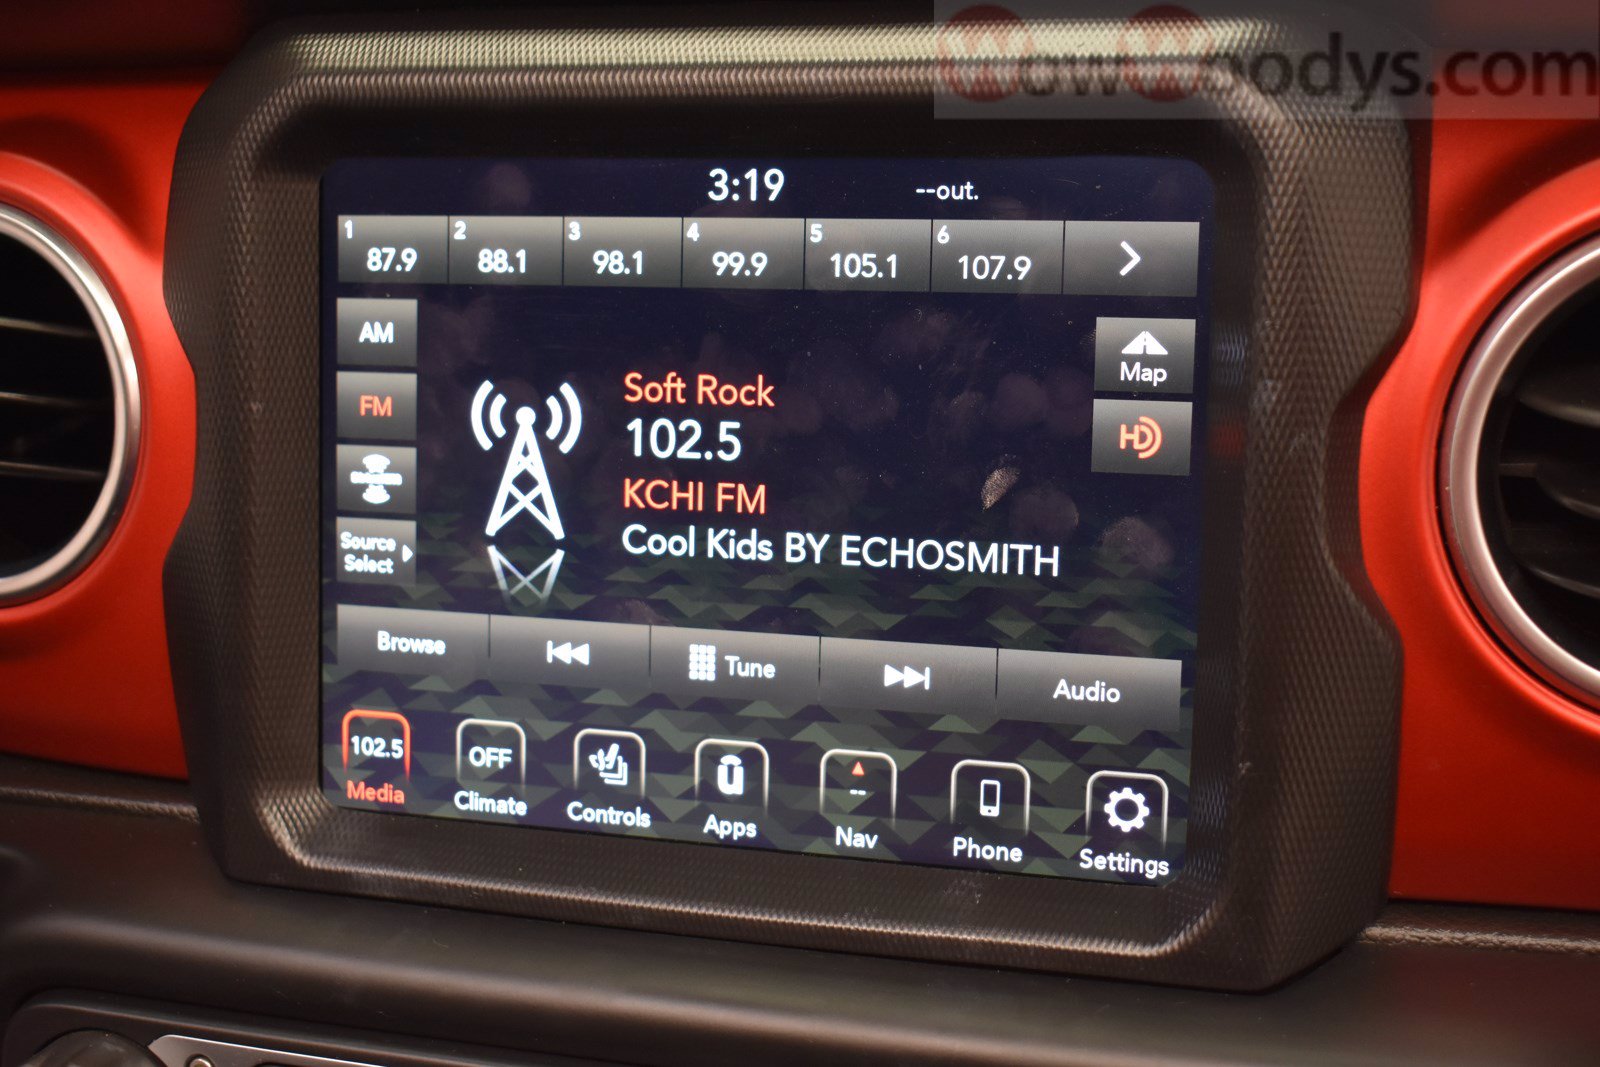 WowWoodys.com
3:19 --out.
1 87.9
2 88.1
3 98.1
4 99.9
5 105.1
6 107.9
AM
FM
Source
Select
Map
HD
Soft Rock
102.5
KCHI FM
Cool Kids BY ECHOSMITH
Browse
Tune
Audio
102.5
Media
OFF
Climate
Controls
Apps
--
Nav
Phone
Settings